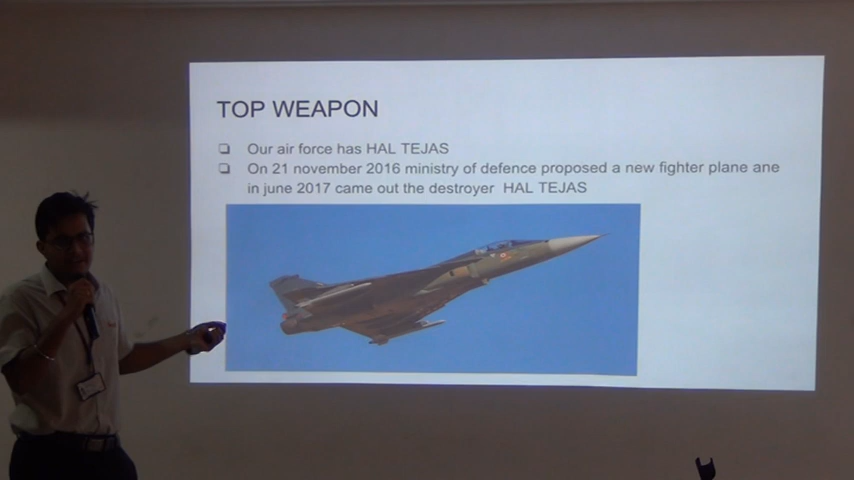 TOP WEAPON
❑ Our air force has HAL TEJAS
❑ On 21 november 2016 ministry of defence proposed a new fighter plane ane
in june 2017 came out the destroyer HAL TEJAS